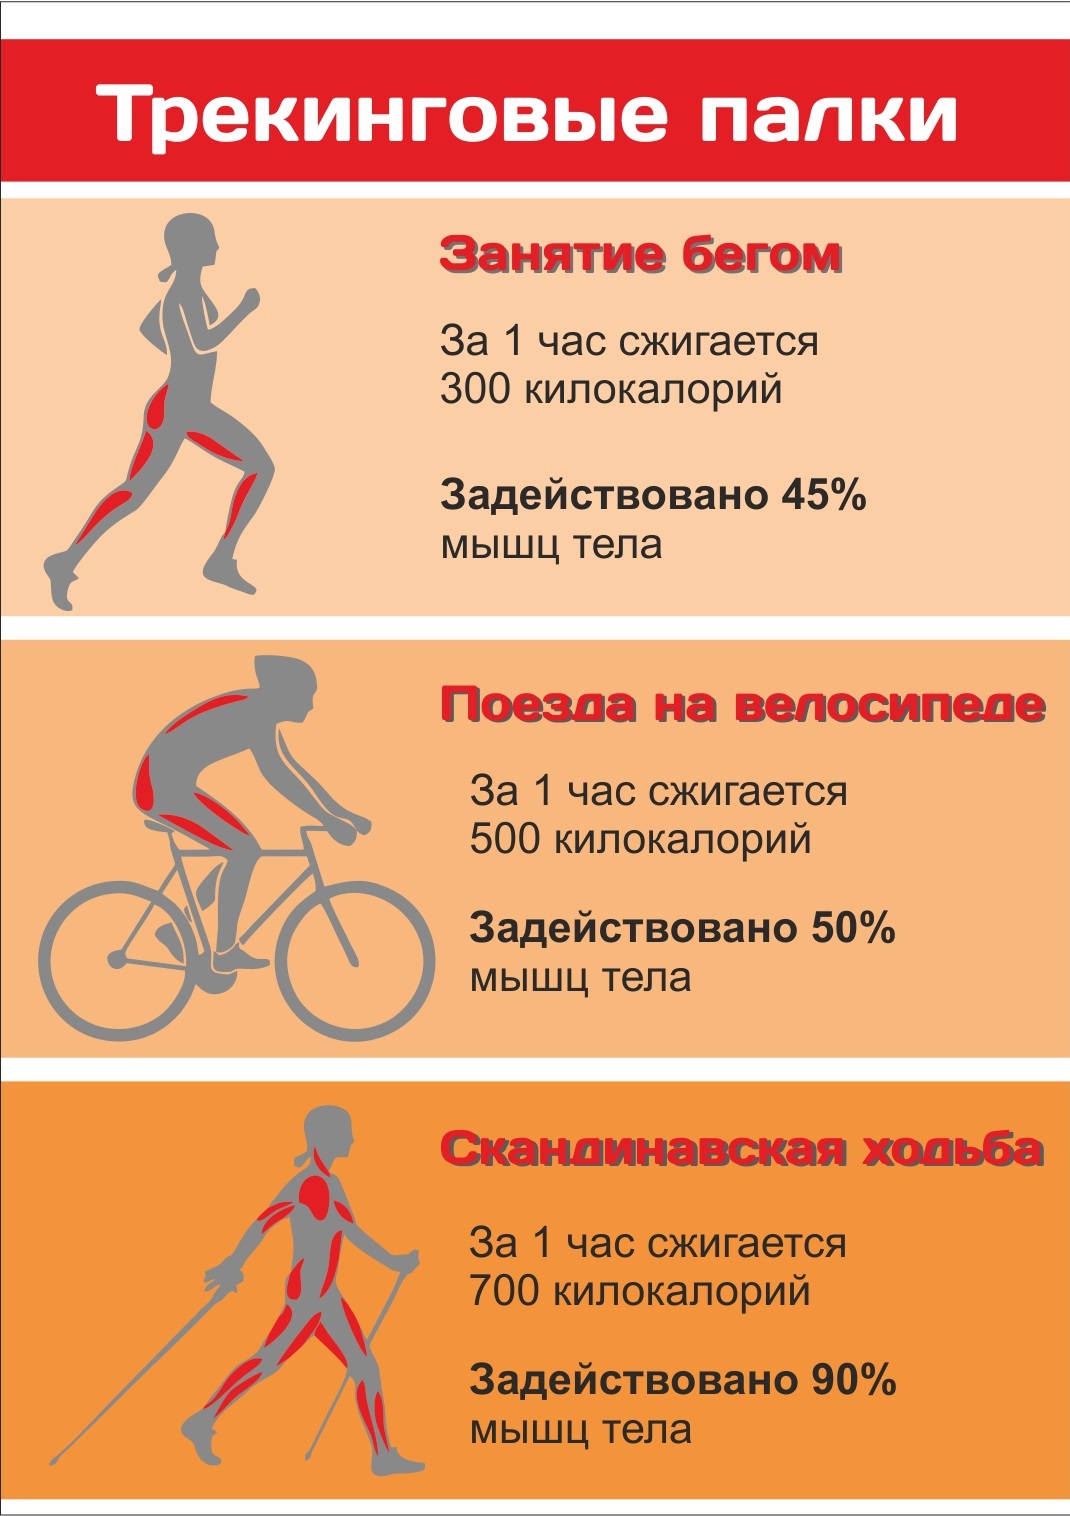 Трекинговые палки
Занятие бегом
За 1 час сжигается
300 килокалорий
Задействовано 45%
мышц тела
Поезда на велосипеде
За 1 час сжигается
500 килокалорий
Задействовано 50%
мышц тела
Скандинавская ходьба
За 1 час сжигается
700 килокалорий
Задействовано 90%
мышц тела